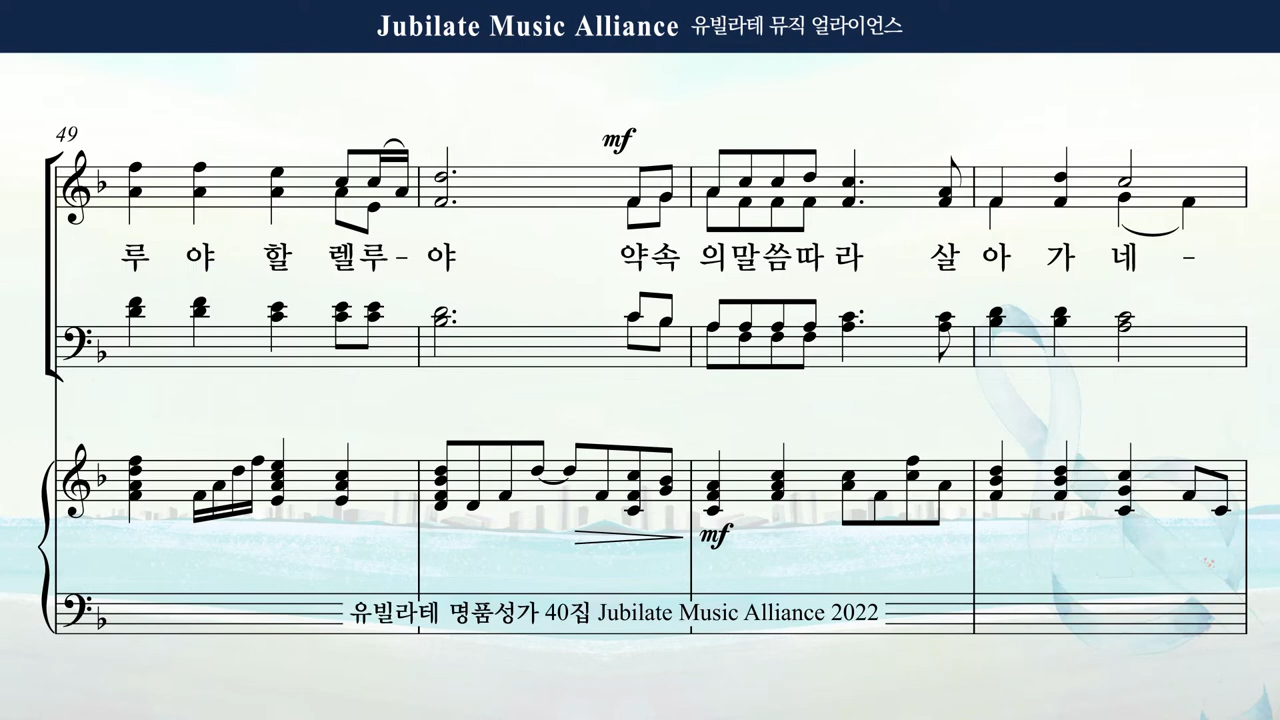 Jubilate Music Alliance 유빌라테 뮤직 얼라이언스
49
mf
루 야 할 렐루 - 야 약속 의말씀따라 살 아 가 네 -
mf
유빌라테 명품성가 40집 Jubilate Music Alliance 2022